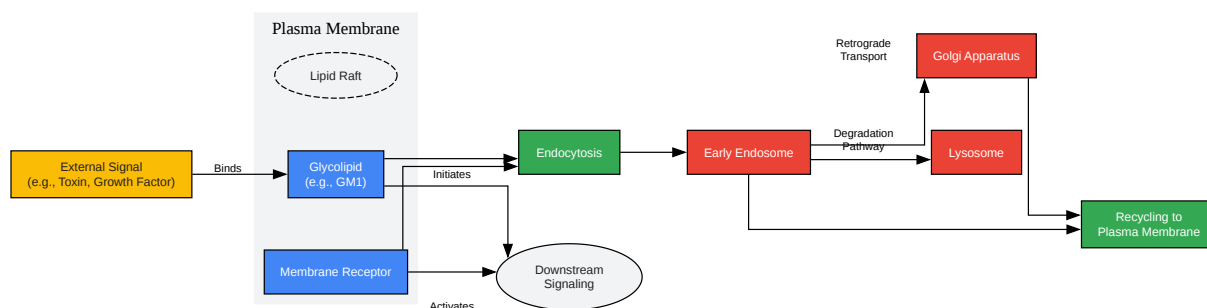 Plasma Membrane
Lipid Raft
External Signal
(e.g., Toxin, Growth Factor)
Binds
Glycolipid
(e.g., GM1)
Initiates
Membrane Receptor
Activates
Endocytosis
Downstream
Signaling
Early Endosome
Retrograde
Transport
Golgi Apparatus
Degradation
Pathway
Lysosome
Recycling to
Plasma Membrane